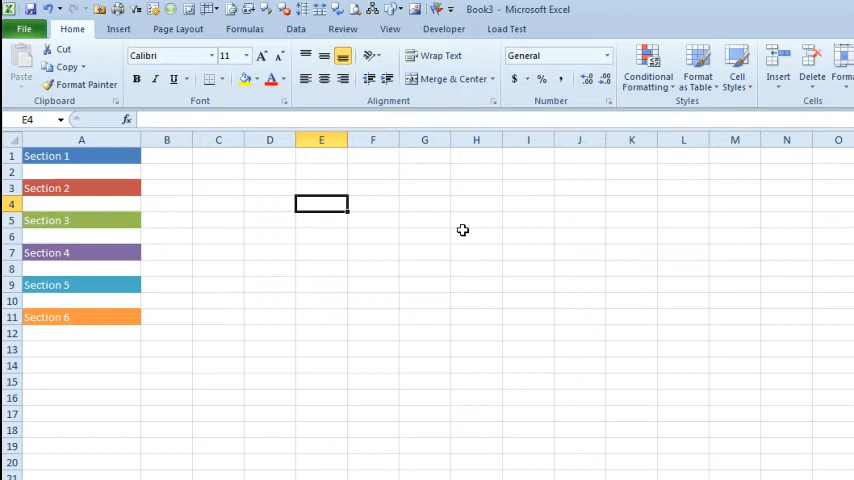 Book3 - Microsoft Excel
File Home Insert Page Layout Formulas Data Review View Developer Load Test
Paste
Cut
Copy
Format Painter
Clipboard
Calibri 11
B I U
Font
Wrap Text
Merge & Center
Alignment
General
$ % ,
Number
Conditional Formatting
Format as Table
Cell Styles
Styles
Insert Delete Forma
Cells
E4 fx
A B C D E F G H I J K L M N O
1 Section 1
2
3 Section 2
4
5 Section 3
6
7 Section 4
8
9 Section 5
10
11 Section 6
12
13
14
15
16
17
18
19
20
21